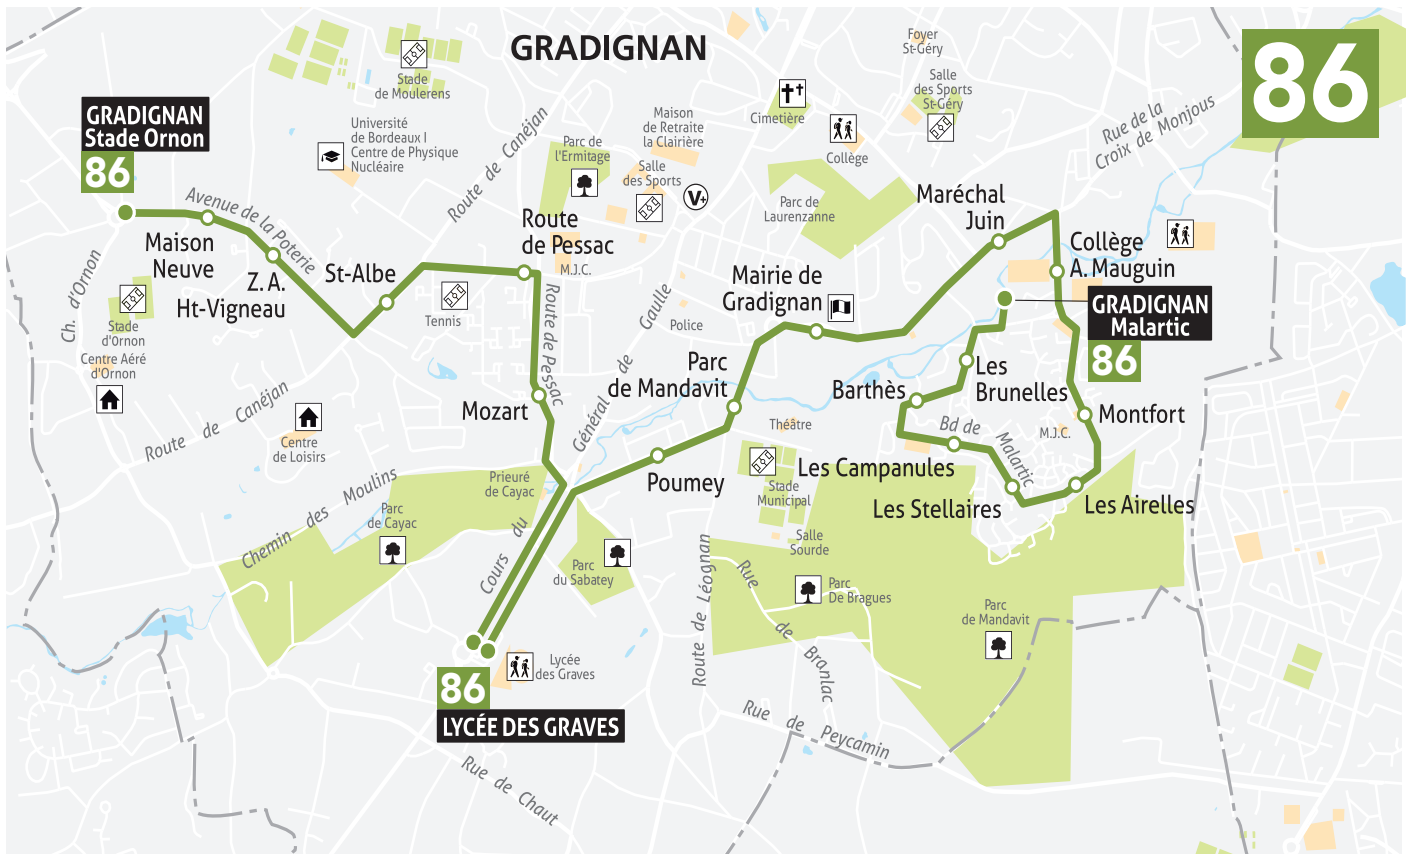 GRADIGNAN
86
GRADIGNAN
Stade Ornon
86
Stade
de Moulerens
Université
de Bordeaux I
Centre de Physique
Nucléaire
Route de Canéjan
Parc de
l'Ermitage
Maison
de Retraite
la Clairière
Salle
des Sports
V+
Cimetière
Collège
Foyer
St-Géry
Salle
des Sports
St-Géry
Rue de la
Croix de Monjous
Parc de
Laurenzanne
Avenue de la Poterie
Maison
Neuve
Z. A.
Ht-Vigneau
St-Albe
Route
de Pessac
M.J.C.
Tennis
Route de Pessac
Mozart
Ch. d'Ornon
Stade
d'Ornon
Centre Aéré
d'Ornon
Route de Canéjan
Centre
de Loisirs
Maréchal
Juin
Collège
A. Mauguin
GRADIGNAN
Malartic
86
Mairie de
Gradignan
Police
Général de Gaulle
Parc
de Mandavit
Barthès
Les
Brunelles
Bd de Malartic
M.J.C.
Montfort
Théâtre
Les Campanules
Les Stellaires
Les Airelles
Poumey
Stade
Municipal
Salle
Sourde
Prieuré
de Cayac
Chemin des Moulins
Parc
de Cayac
Cours du
Parc
du Sabatey
Route de Léognan
Rue de Branlac
Parc
De Bragues
Parc
de Mandavit
Lycée
des Graves
86
LYCÉE DES GRAVES
Rue de Peycamin
Rue de Chaut